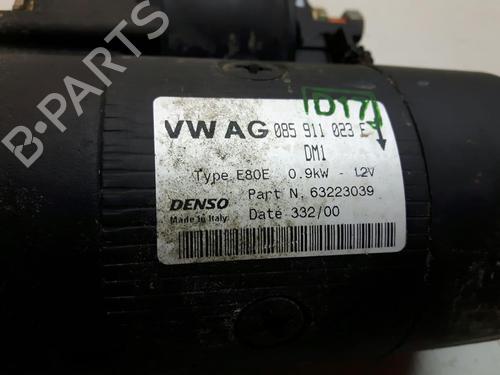 DY7
VW AG 085 911 023 E
DM1
Type E80E 0.9kW - 12V
DENSO Part N. 63223039
Made in Italy Date 332/00
B-PARTS